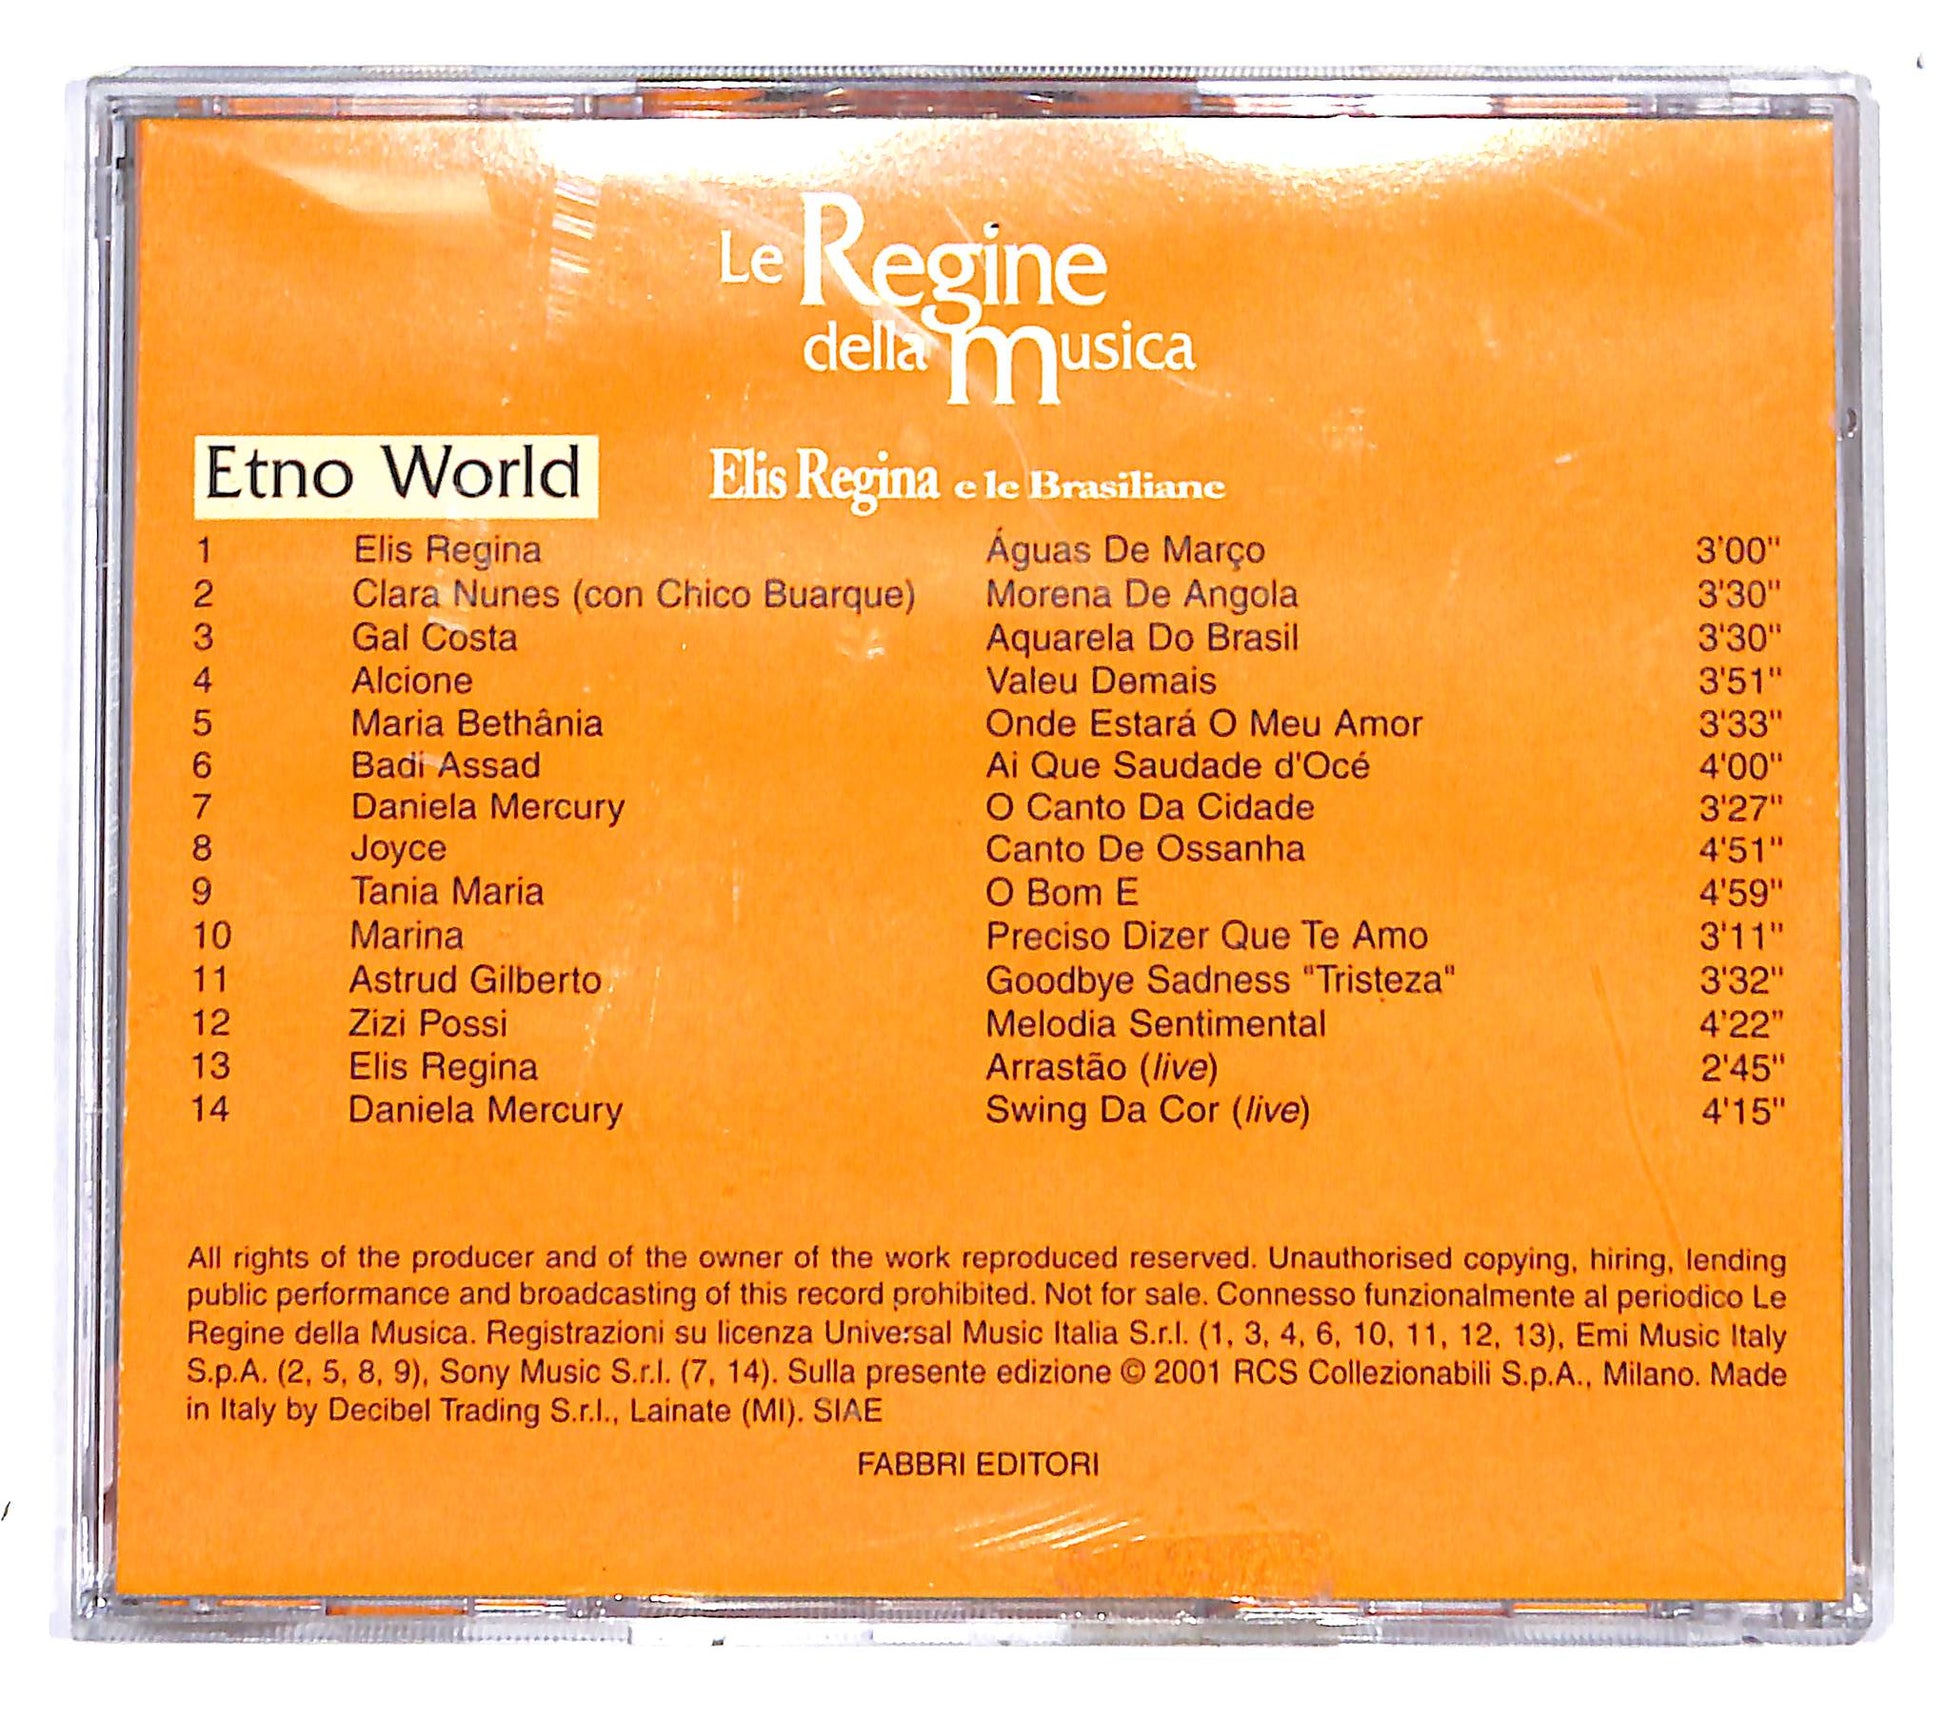 Le Regine
della musica
Etno World
Elis Regina e le Brasiliane
1 Elis Regina Águas De Março 3'00"
2 Clara Nunes (con Chico Buarque) Morena De Angola 3'30"
3 Gal Costa Aquarela Do Brasil 3'30"
4 Alcione Valeu Demais 3'51"
5 Maria Bethânia Onde Estará O Meu Amor 3'33"
6 Badi Assad Ai Que Saudade d'Océ 4'00"
7 Daniela Mercury O Canto Da Cidade 3'27"
8 Joyce Canto De Ossanha 4'51"
9 Tania Maria O Bom E 4'59"
10 Marina Preciso Dizer Que Te Amo 3'11"
11 Astrud Gilberto Goodbye Sadness "Tristeza" 3'32"
12 Zizi Possi Melodia Sentimental 4'22"
13 Elis Regina Arrastão (live) 2'45"
14 Daniela Mercury Swing Da Cor (live) 4'15"
All rights of the producer and of the owner of the work reproduced reserved. Unauthorised copying, hiring, lending
public performance and broadcasting of this record prohibited. Not for sale. Connesso funzionalmente al periodico Le
Regine della Musica. Registrazioni su licenza Universal Music Italia S.r.l. (1, 3, 4, 6, 10, 11, 12, 13), Emi Music Italy
S.p.A. (2, 5, 8, 9), Sony Music S.r.l. (7, 14). Sulla presente edizione © 2001 RCS Collezionabili S.p.A., Milano. Made
in Italy by Decibel Trading S.r.l., Lainate (MI). SIAE
FABBRI EDITORI